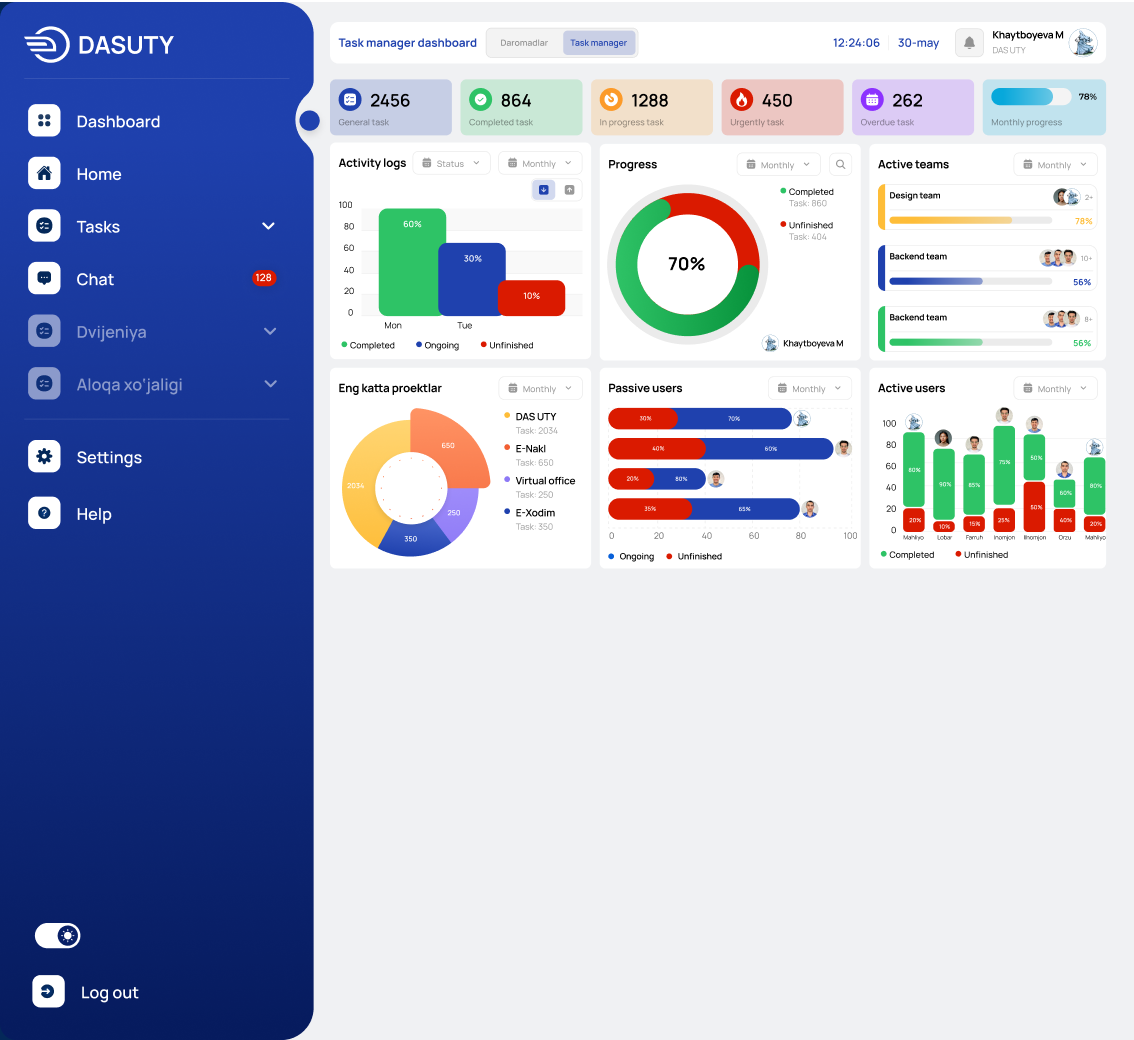 DASUTY
Dashboard
Home
Tasks
Chat
128
Dvijeniya
Aloqa xo'jaligi
Settings
Help
Log out
Task manager dashboard
Daromadlar
Task manager
12:24:06
30-may
Khaytboyeva M
DAS UTY
2456
General task
864
Completed task
1288
In progress task
450
Urgently task
262
Overdue task
78%
Monthly progress
Activity logs
Status
Monthly
100
80
60
40
20
0
60%
30%
10%
Mon
Tue
Completed
Ongoing
Unfinished
Progress
Monthly
Completed
Task: 860
Unfinished
Task: 404
70%
Khaytboyeva M
Active teams
Monthly
Design team
2+
78%
Backend team
10+
56%
Backend team
8+
56%
Eng katta proektlar
Monthly
2034
650
250
350
DAS UTY
Task: 2034
E-Nakl
Task: 650
Virtual office
Task: 250
E-Xodim
Task: 350
Passive users
Monthly
30%
70%
40%
60%
20%
80%
35%
65%
0
20
40
60
80
100
Ongoing
Unfinished
Active users
Monthly
100
80
60
40
20
0
80%
90%
85%
75%
50%
60%
80%
20%
10%
15%
25%
50%
40%
20%
Mahliyo
Lobar
Farruh
Inomjon
Ilhomjon
Orzu
Mahliyo
Completed
Unfinished